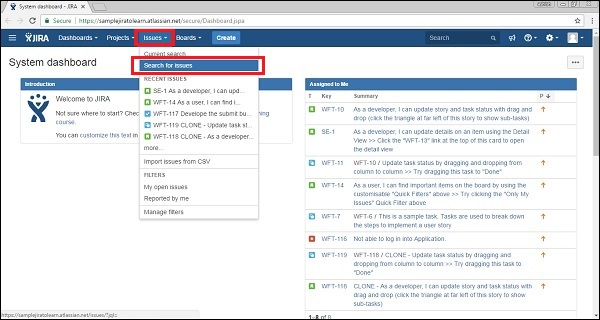 System dashboard
Secure | https://samplejiratolearn.atlassian.net/secure/Dashboard.jspa
JIRA Dashboards Projects Issues Boards Create Search
System dashboard
Current search
Search for issues
RECENT ISSUES
SE-1 As a developer, I can upd...
WFT-14 As a user, I can find i...
WFT-117 Develope the submit bu...
WFT-119 CLONE - Update task st...
WFT-118 CLONE - As a developer...
more...
Import issues from CSV
FILTERS
My open issues
Reported by me
Manage filters
Introduction
Welcome to JIRA
Not sure where to start? Check
course.
You can customize this text in
Assigned to Me
T Key Summary P
WFT-10 As a developer, I can update story and task status with drag and
drop (click the triangle at far left of this story to show sub-tasks)
SE-1 As a developer, I can update details on an item using the Detail
View >> Click the "WFT-13" link at the top of this card to open
the detail view
WFT-11 WFT-10 / Update task status by dragging and dropping from
column to column >> Try dragging this task to "Done"
WFT-14 As a user, I can find important items on the board by using the
customisable "Quick Filters" above >> Try clicking the "Only My
Issues" Quick Filter above
WFT-7 WFT-6 / This is a sample task. Tasks are used to break down
the steps to implement a user story
WFT-116 Not able to log in into Application.
WFT-119 WFT-118 / CLONE - Update task status by dragging and
dropping from column to column >> Try dragging this task to
"Done"
WFT-118 CLONE - As a developer, I can update story and task status with
drag and drop (click the triangle at far left of this story to show
sub-tasks)
1–8 of 8
https://samplejiratolearn.atlassian.net/issues/?jql=